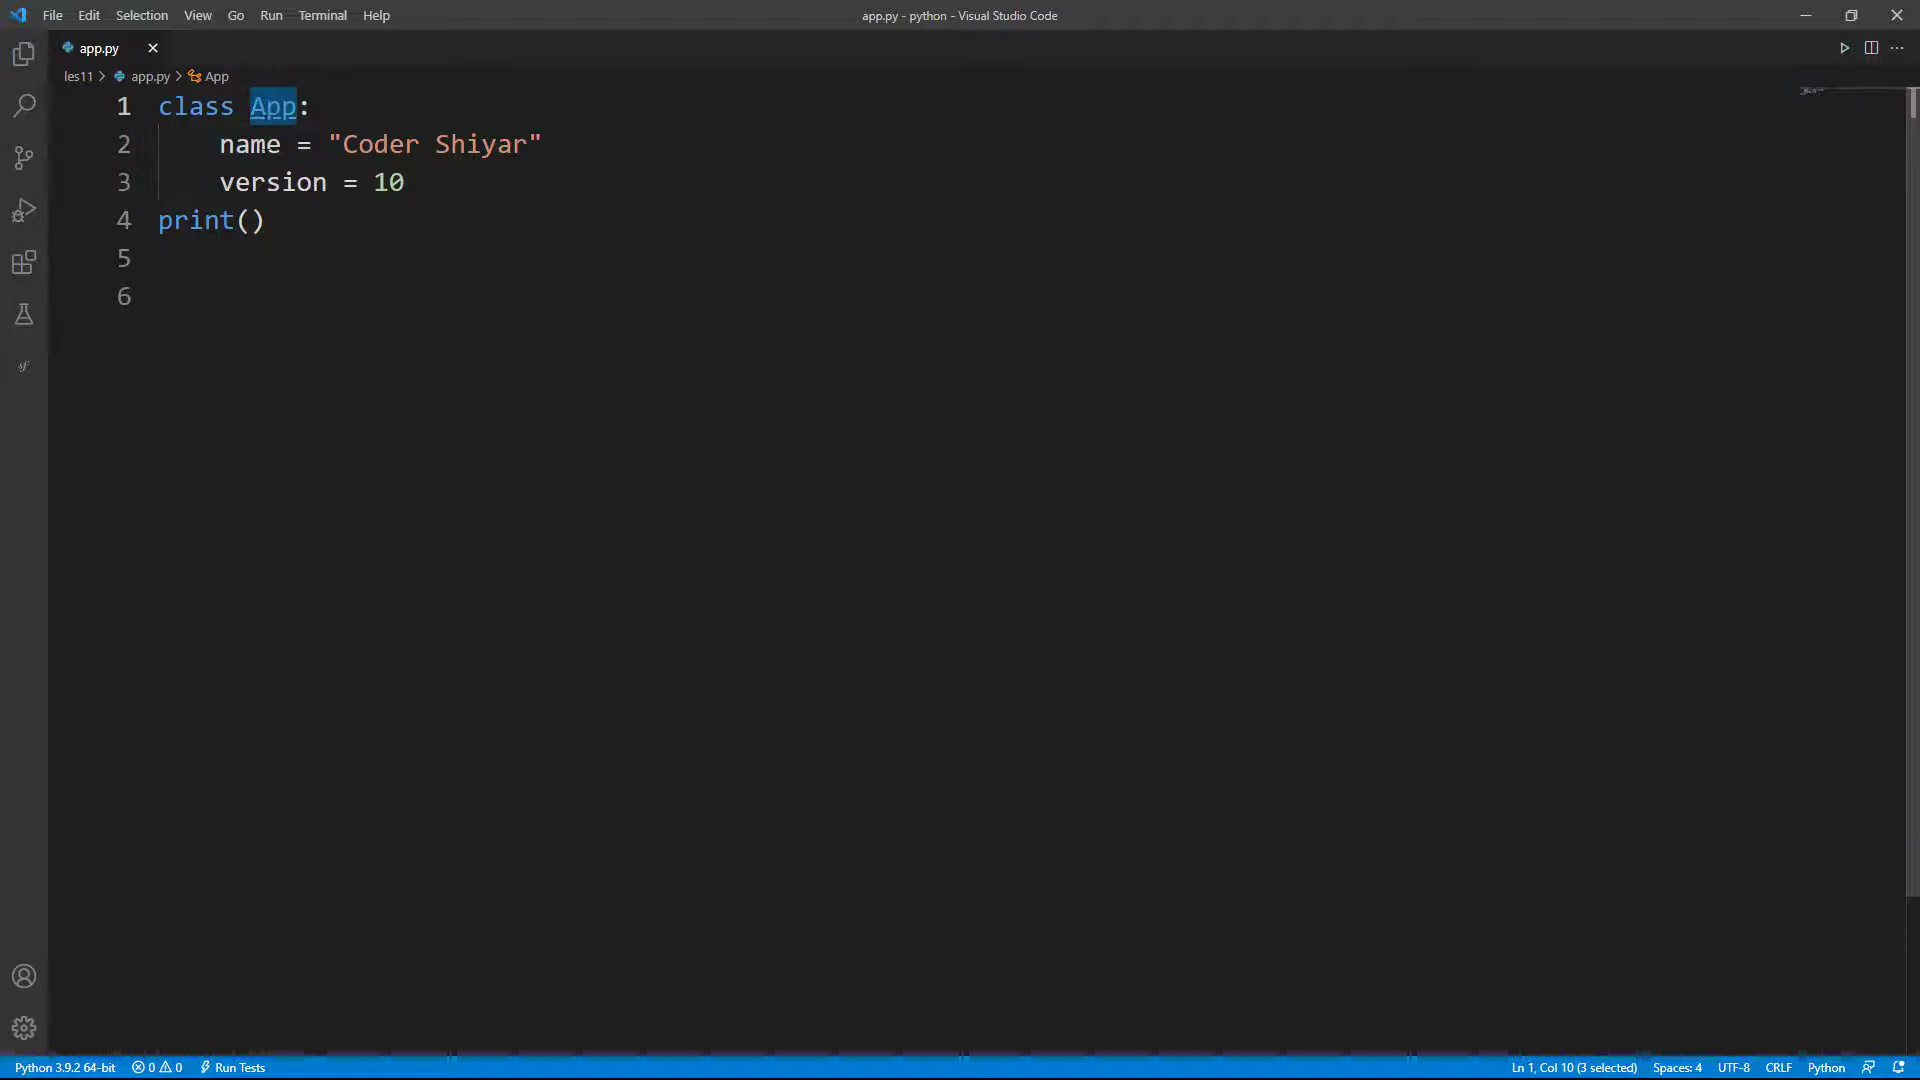 File Edit Selection View Go Run Terminal Help
app.py - python - Visual Studio Code
app.py
les11 > app.py > App
1 class App:
2     name = "Coder Shiyar"
3     version = 10
4 print()
5
6
Python 3.9.2 64-bit 0 0 Run Tests
Ln 1, Col 10 (3 selected) Spaces: 4 UTF-8 CRLF Python